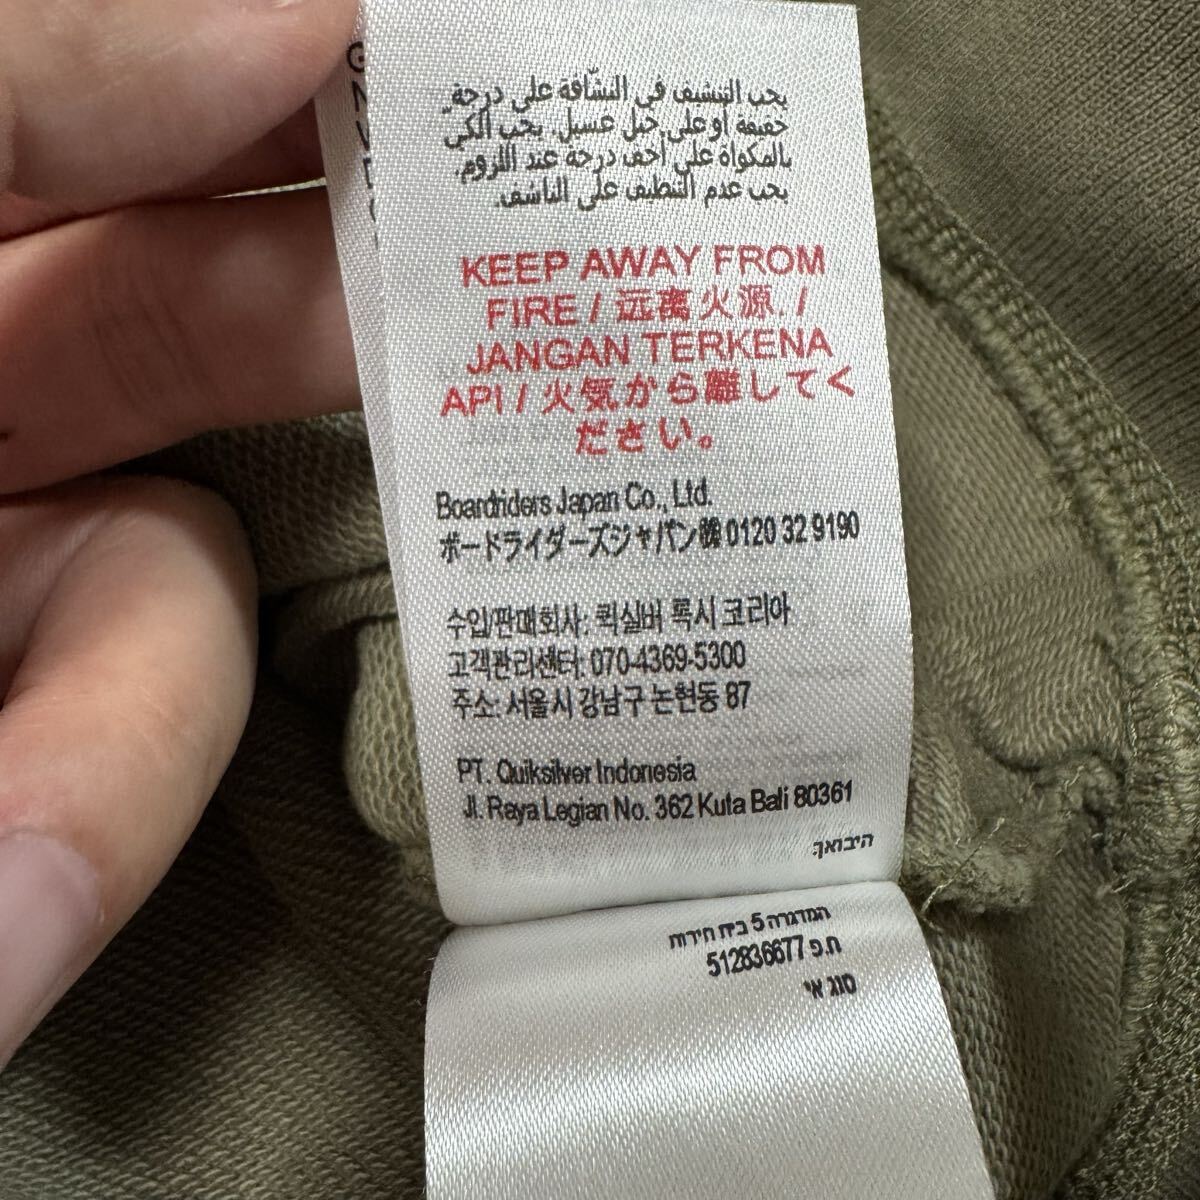 يجب التنشيف في النشّافة على درجة
خفيفة أو على حبل غسيل. يجب الكي
بالمكواة على أخف درجة عند اللزوم.
يجب عدم التنظيف على الناشف.
KEEP AWAY FROM
FIRE / 远离火源. /
JANGAN TERKENA
API / 火気から離してく
ださい。
Boardriders Japan Co., Ltd.
ボードライダーズジャパン㈱ 0120 32 9190
수입/판매회사: 퀵실버 록시 코리아
고객관리센터: 070-4369-5300
주소: 서울시 강남구 논현동 87
PT. Quiksilver Indonesia
Jl. Raya Legian No. 362 Kuta Bali 80361
היבואן:
המדגרה 5 בית חירות
ח.פ 512836677
סוג אי